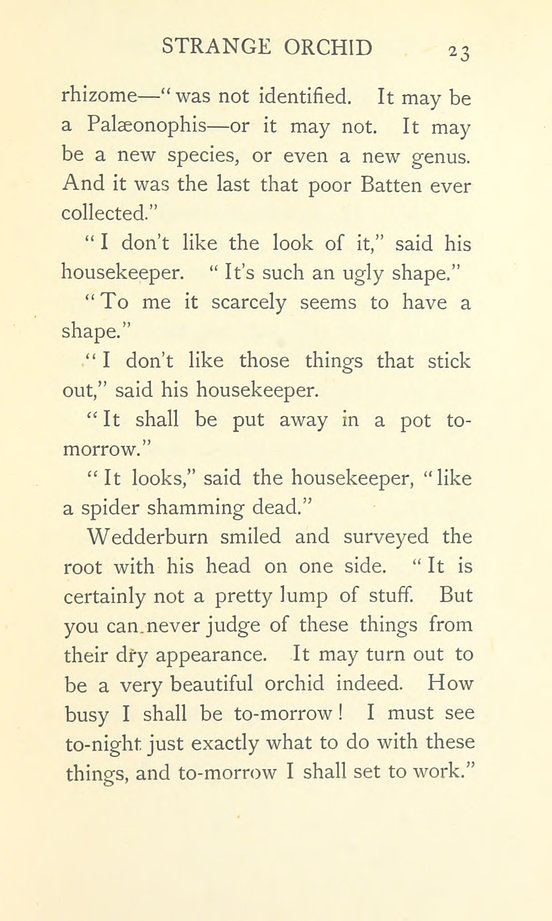 STRANGE ORCHID 23
rhizome—“was not identified. It may be
a Palæonophis—or it may not. It may
be a new species, or even a new genus.
And it was the last that poor Batten ever
collected.”
“I don’t like the look of it,” said his
housekeeper. “It’s such an ugly shape.”
“To me it scarcely seems to have a
shape.”
“I don’t like those things that stick
out,” said his housekeeper.
“It shall be put away in a pot to-
morrow.”
“It looks,” said the housekeeper, “like
a spider shamming dead.”
Wedderburn smiled and surveyed the
root with his head on one side. “It is
certainly not a pretty lump of stuff. But
you can never judge of these things from
their dry appearance. It may turn out to
be a very beautiful orchid indeed. How
busy I shall be to-morrow! I must see
to-night just exactly what to do with these
things, and to-morrow I shall set to work.”